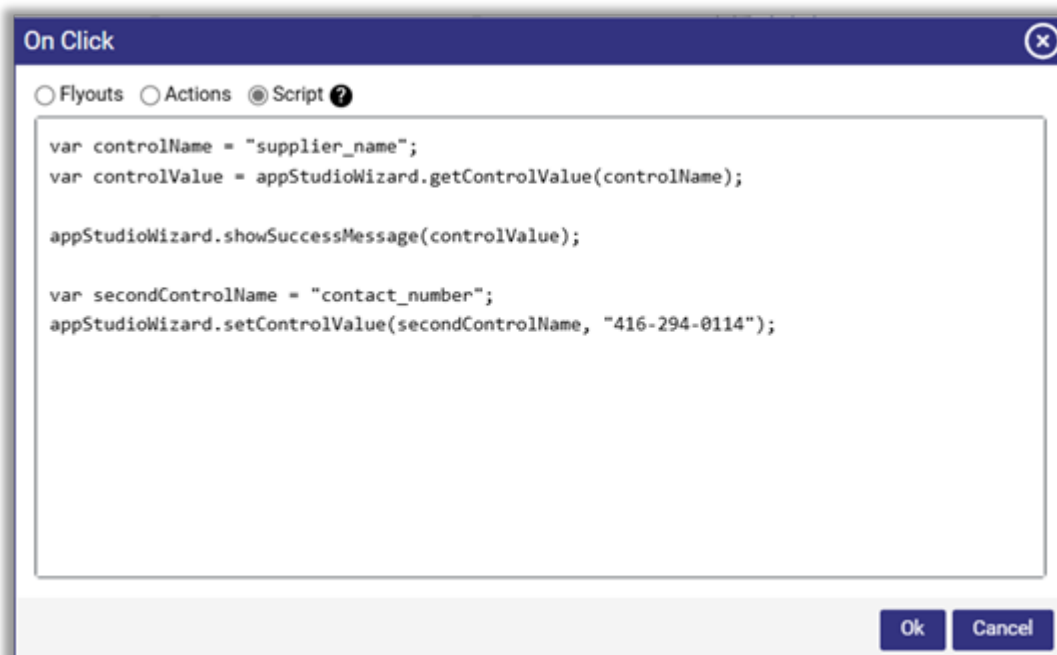 On Click
Flyouts Actions Script ?
var controlName = "supplier_name";
var controlValue = appStudioWizard.getControlValue(controlName);
appStudioWizard.showSuccessMessage(controlValue);
var secondControlName = "contact_number";
appStudioWizard.setControlValue(secondControlName, "416-294-0114");
Ok Cancel